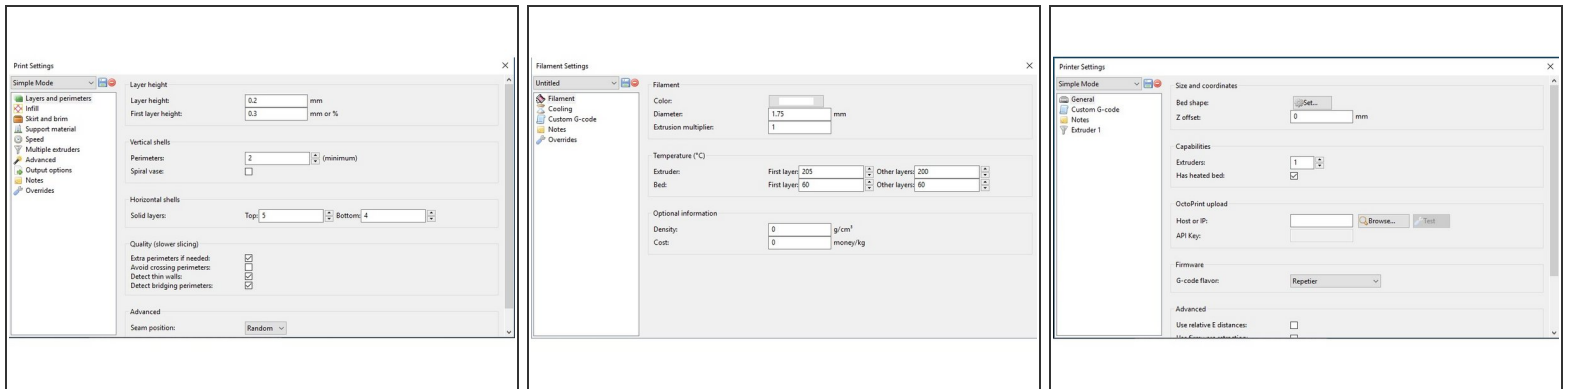 Print Settings
Simple Mode
Layers and perimeters
Infill
Skirt and brim
Support material
Speed
Multiple extruders
Advanced
Output options
Notes
Overrides
Layer height
Layer height: 0.2 mm
First layer height: 0.3 mm or %
Vertical shells
Perimeters: 2 (minimum)
Spiral vase:
Horizontal shells
Solid layers: Top: 5 Bottom: 4
Quality (slower slicing)
Extra perimeters if needed:
Avoid crossing perimeters:
Detect thin walls:
Detect bridging perimeters:
Advanced
Seam position: Random
Filament Settings
Untitled
Filament
Cooling
Custom G-code
Notes
Overrides
Filament
Color:
Diameter: 1.75 mm
Extrusion multiplier: 1
Temperature (°C)
Extruder: First layer: 205 Other layers: 200
Bed: First layer: 60 Other layers: 60
Optional information
Density: 0 g/cm³
Cost: 0 money/kg
Printer Settings
Simple Mode
General
Custom G-code
Notes
Extruder 1
Size and coordinates
Bed shape: Set...
Z offset: 0 mm
Capabilities
Extruders: 1
Has heated bed:
OctoPrint upload
Host or IP: Browse... Test
API Key:
Firmware
G-code flavor: Repetier
Advanced
Use relative E distances: